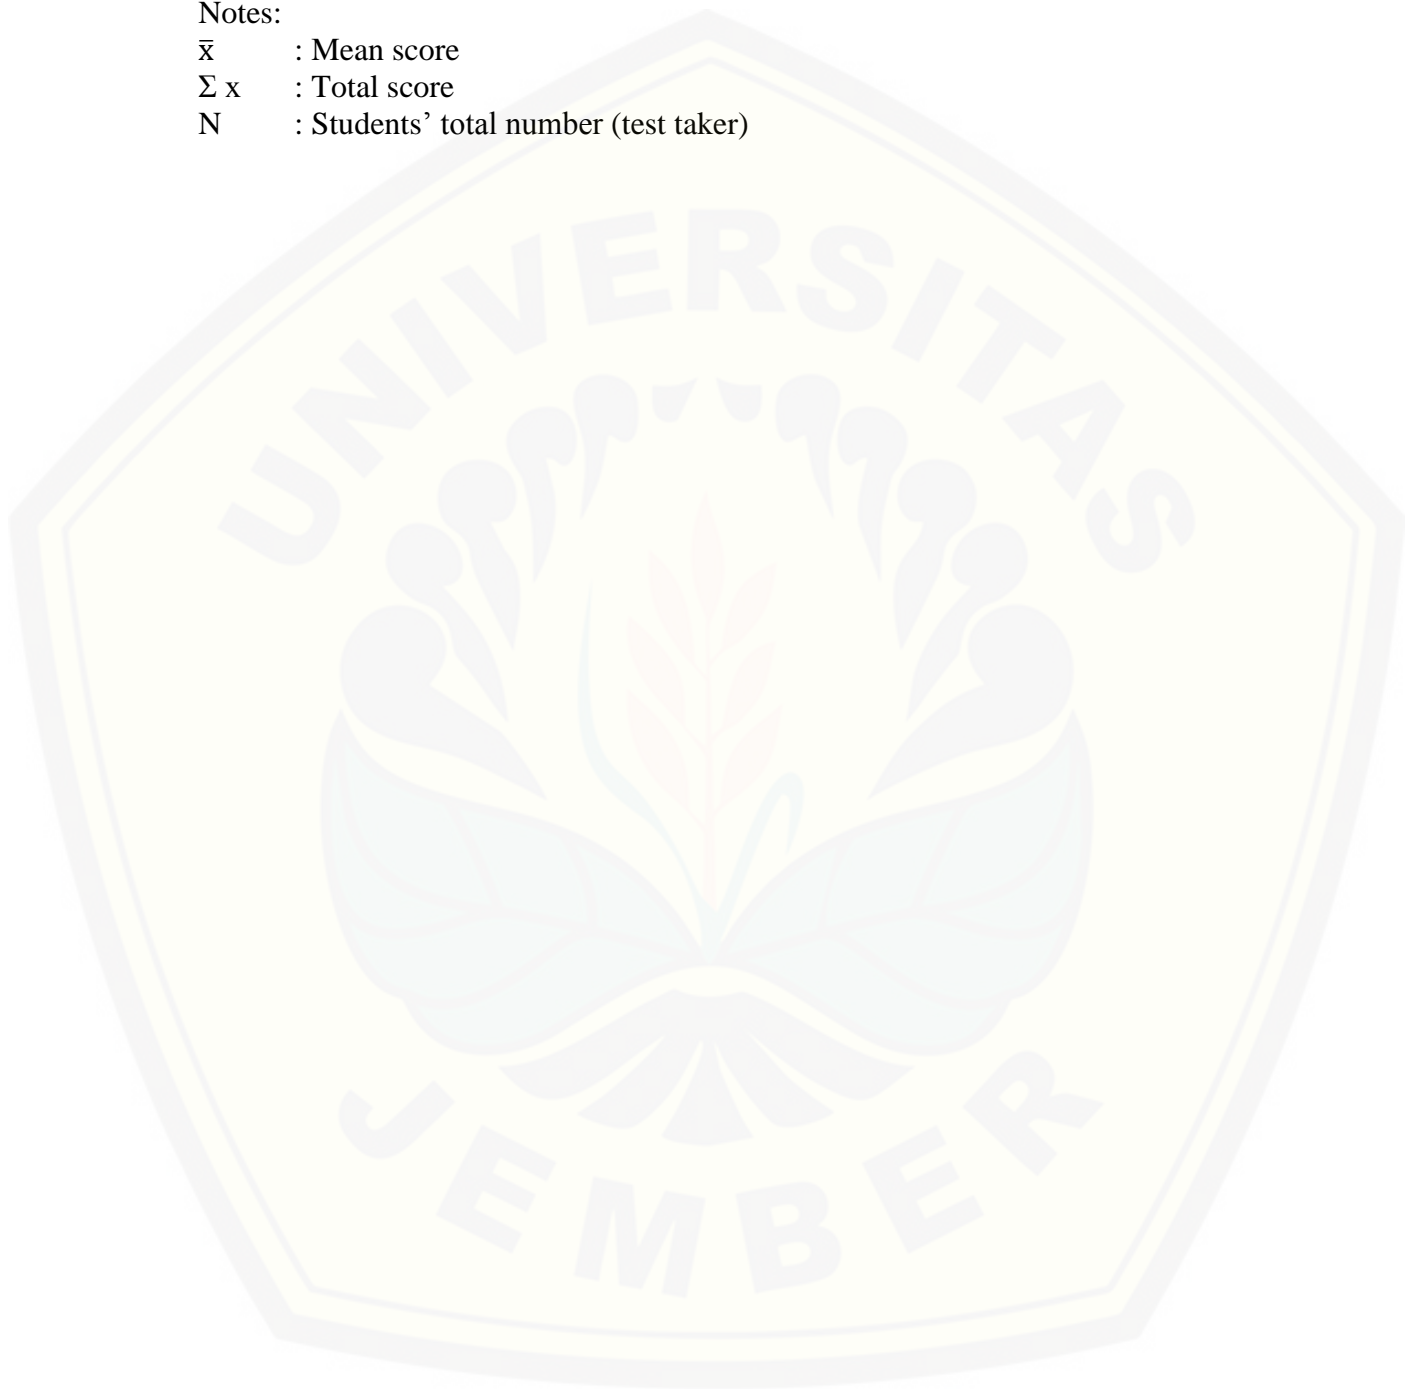 Notes:
x̅ : Mean score
Σ x : Total score
N : Students’ total number (test taker)
UNIVERSITAS
JEMBER